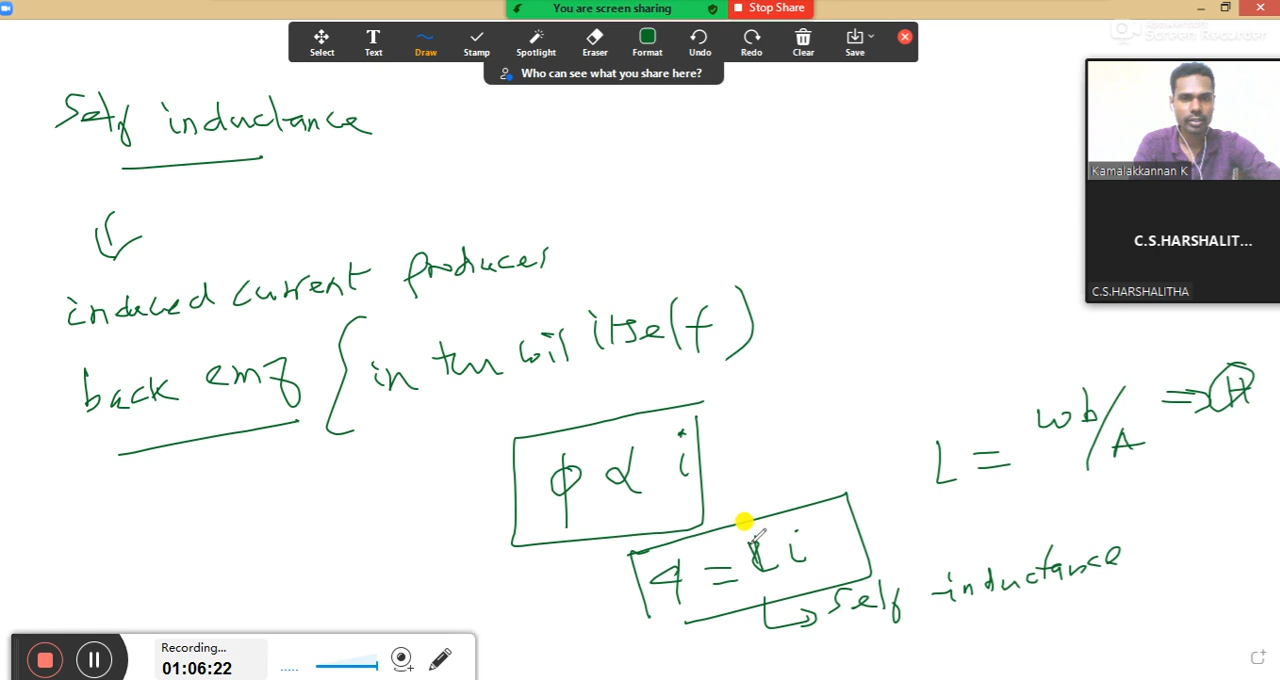 You are screen sharing
Stop Share
Select
Text
Draw
Stamp
Spotlight
Eraser
Format
Undo
Redo
Clear
Save
Who can see what you share here?
Screen Recorder
Self inductance
induced current produces
back emf { in the coil itself )
ϕ ∝ i
ϕ = Li
↳ self inductance
L = wb/A ⇒ H
Kamalakkannan K
C.S.HARSHALIT...
C.S.HARSHALITHA
Recording...
01:06:22